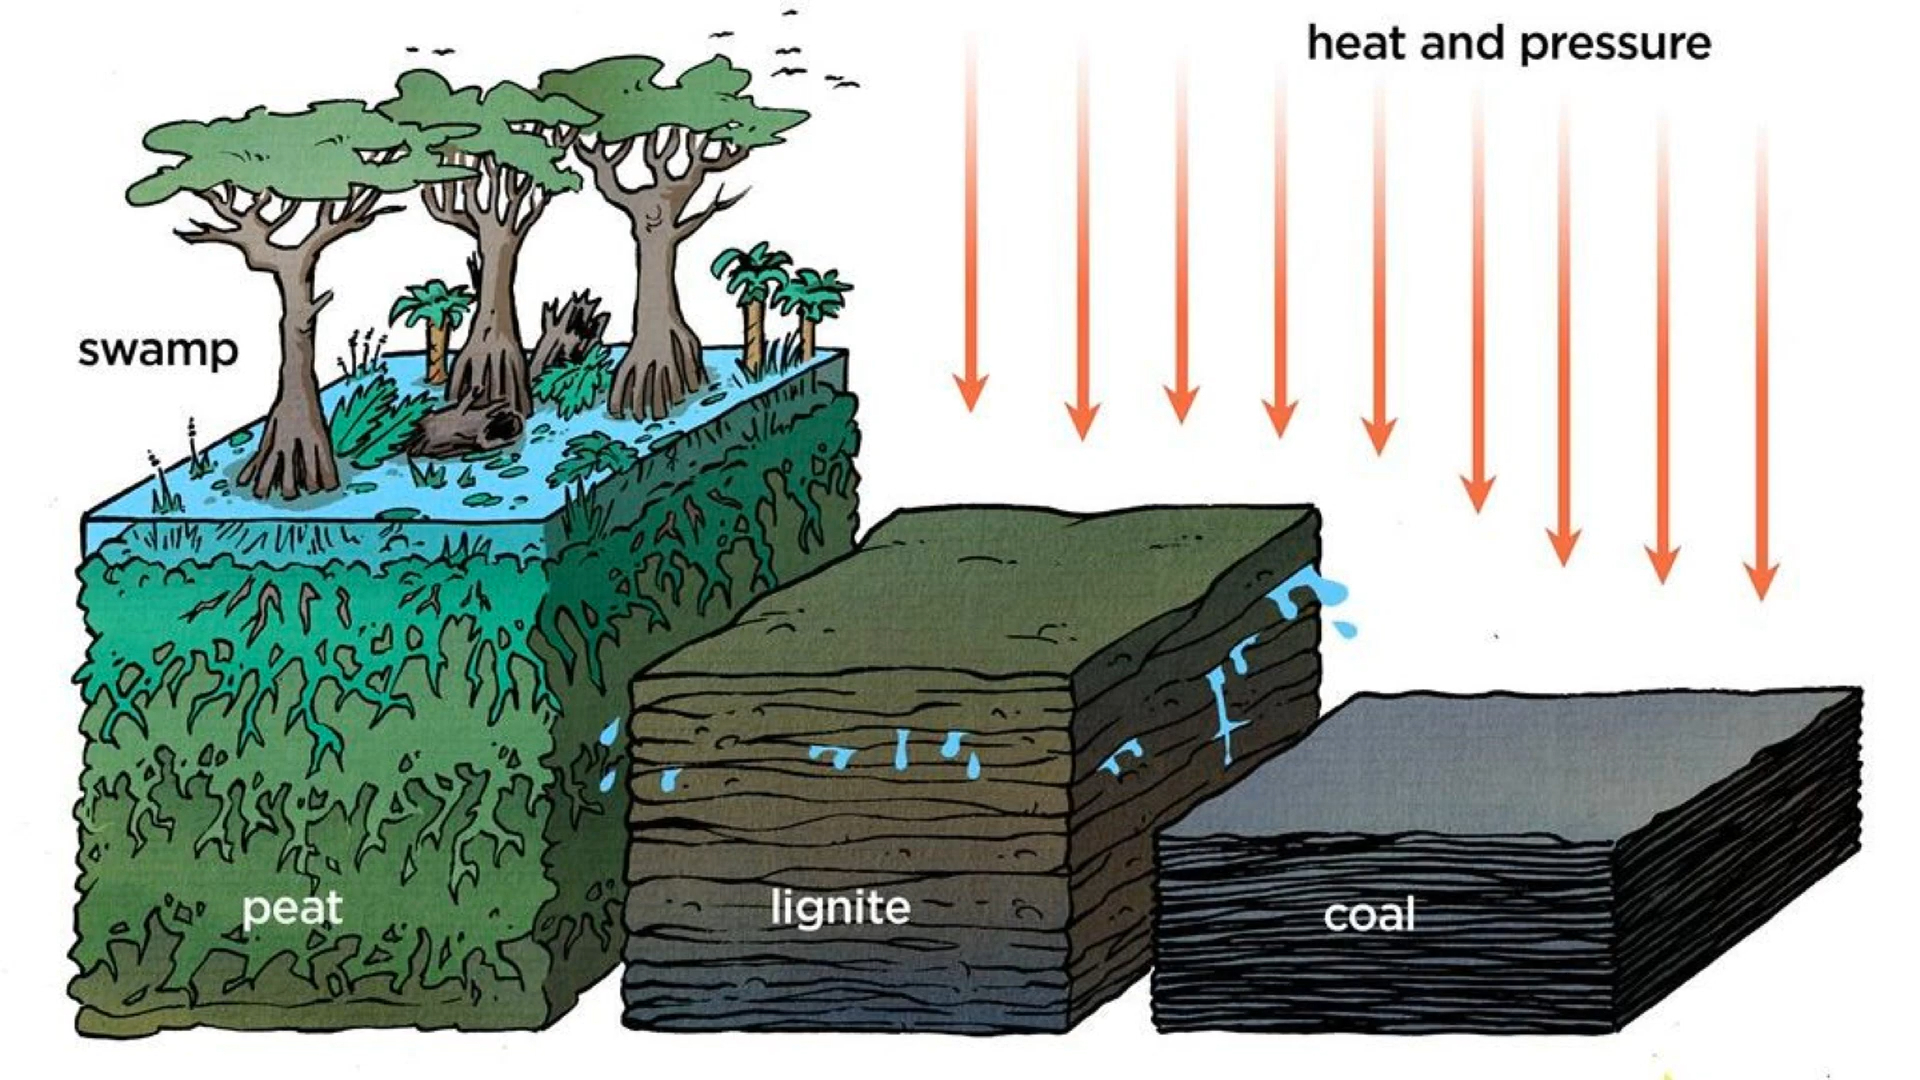 heat and pressure
swamp
peat
lignite
coal